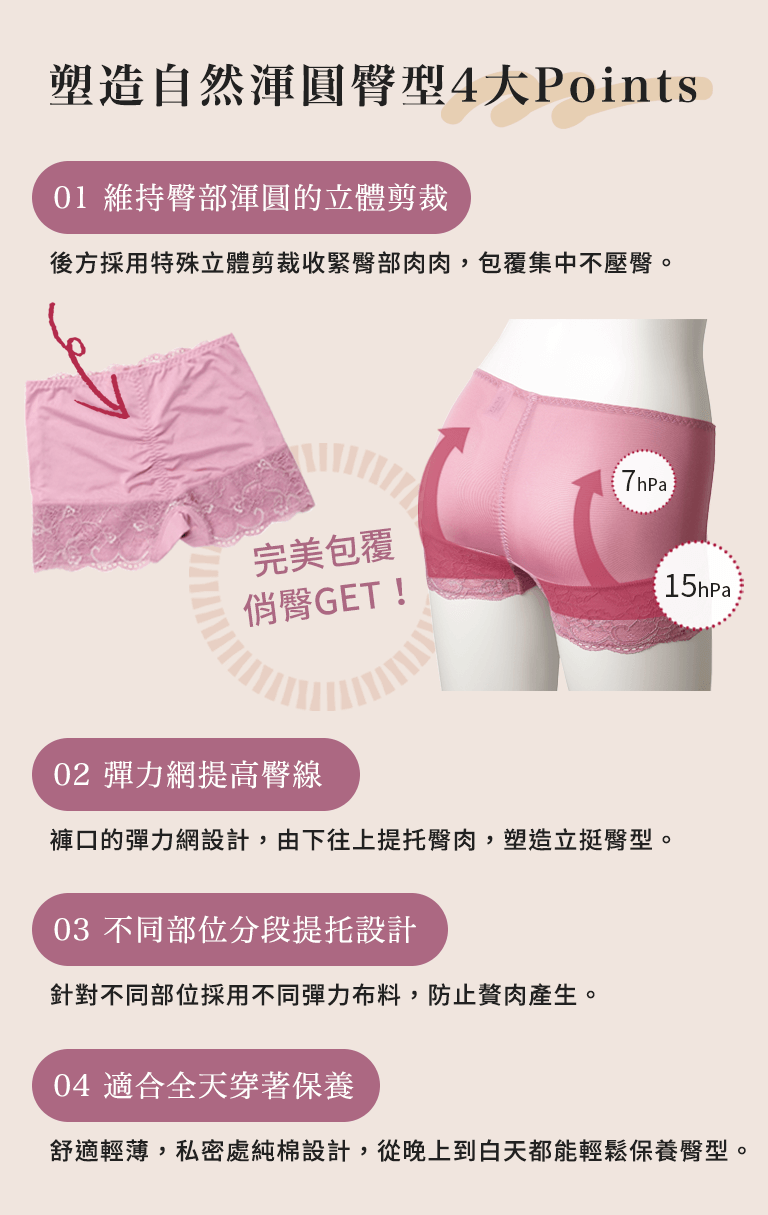 塑造自然渾圓臀型4大Points
01 維持臀部渾圓的立體剪裁
後方採用特殊立體剪裁收緊臀部肉肉，包覆集中不壓臀。
7hPa
完美包覆
俏臀GET！
15hPa
02 彈力網提高臀線
褲口的彈力網設計，由下往上提托臀肉，塑造立挺臀型。
03 不同部位分段提托設計
針對不同部位採用不同彈力布料，防止贅肉產生。
04 適合全天穿著保養
舒適輕薄，私密處純棉設計，從晚上到白天都能輕鬆保養臀型。